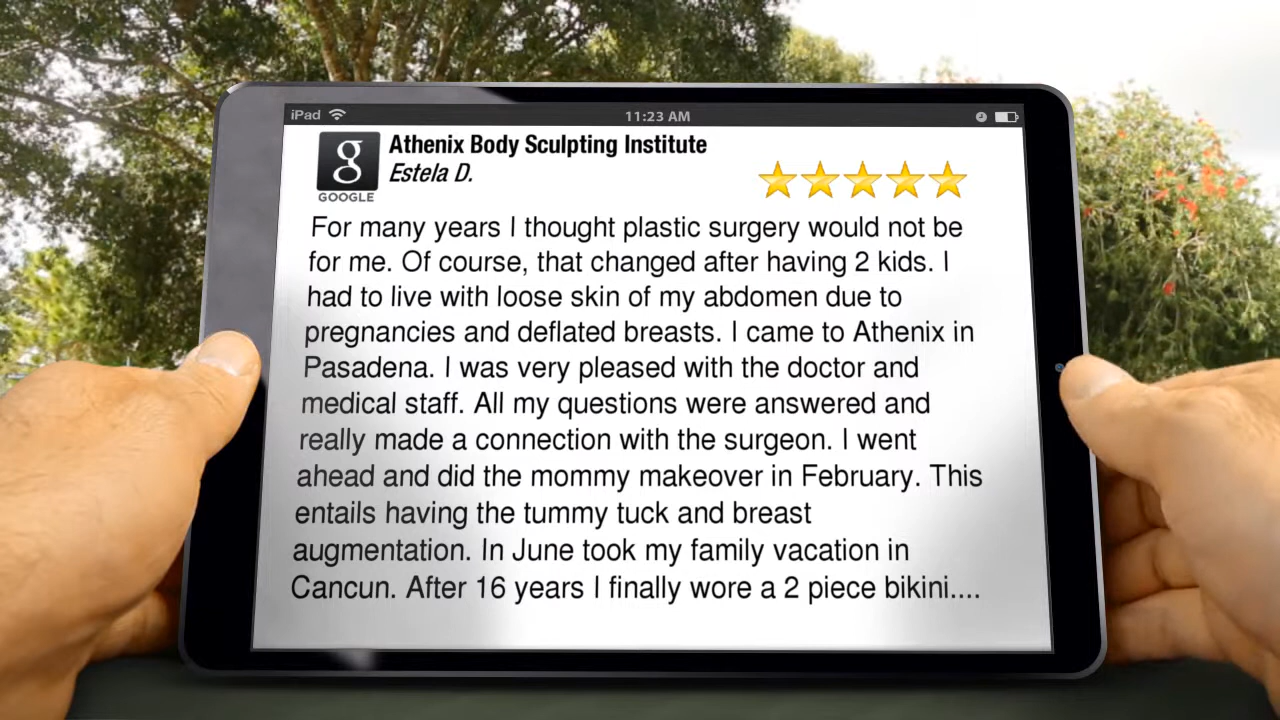 iPad 11:23 AM
g
GOOGLE
Athenix Body Sculpting Institute
Estela D.
For many years I thought plastic surgery would not be
for me. Of course, that changed after having 2 kids. I
had to live with loose skin of my abdomen due to
pregnancies and deflated breasts. I came to Athenix in
Pasadena. I was very pleased with the doctor and
medical staff. All my questions were answered and
really made a connection with the surgeon. I went
ahead and did the mommy makeover in February. This
entails having the tummy tuck and breast
augmentation. In June took my family vacation in
Cancun. After 16 years I finally wore a 2 piece bikini....